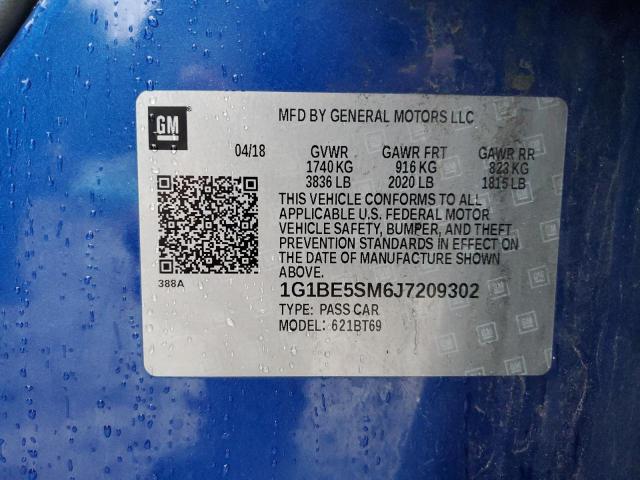 GM
MFD BY GENERAL MOTORS LLC
04/18 GVWR GAWR FRT GAWR RR
1740 KG 916 KG 823 KG
3836 LB 2020 LB 1815 LB
THIS VEHICLE CONFORMS TO ALL
APPLICABLE U.S. FEDERAL MOTOR
VEHICLE SAFETY, BUMPER, AND THEFT
PREVENTION STANDARDS IN EFFECT ON
THE DATE OF MANUFACTURE SHOWN
ABOVE.
388A
1G1BE5SM6J7209302
TYPE: PASS CAR
MODEL: 621BT69